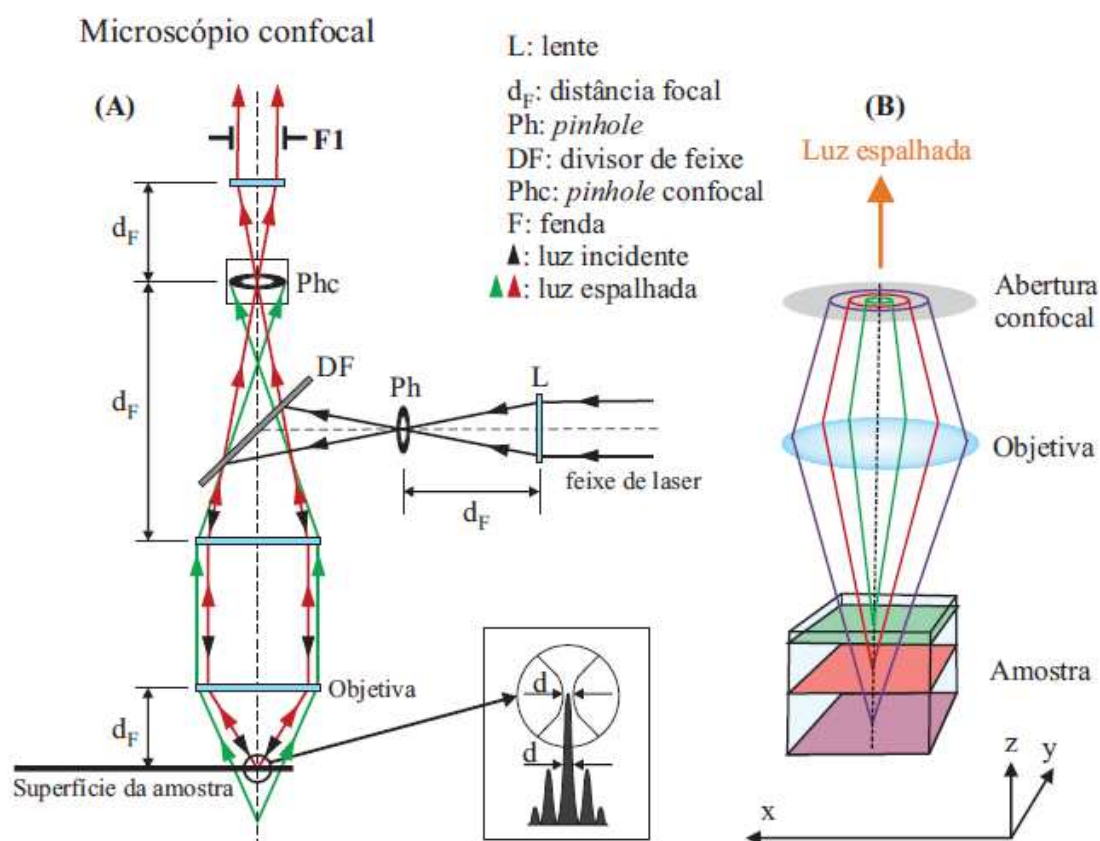 Microscópio confocal
L: lente
d_F: distância focal
Ph: pinhole
DF: divisor de feixe
Phc: pinhole confocal
F: fenda
▲: luz incidente
▲▲: luz espalhada
(A)
F1
d_F
Phc
d_F
DF
Ph
L
feixe de laser
d_F
Objetiva
d_F
Superfície da amostra
d
d
(B)
Luz espalhada
Abertura
confocal
Objetiva
Amostra
z
y
x